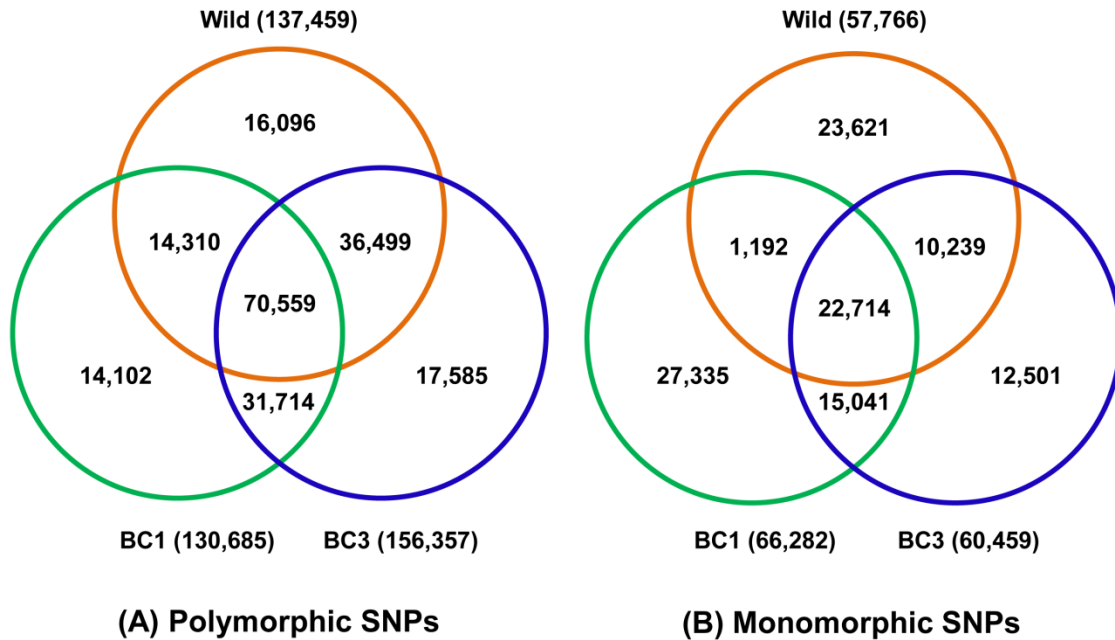 Wild (137,459)
16,096
14,310
36,499
70,559
14,102
17,585
31,714
BC1 (130,685)
BC3 (156,357)
(A) Polymorphic SNPs
Wild (57,766)
23,621
1,192
10,239
22,714
27,335
12,501
15,041
BC1 (66,282)
BC3 (60,459)
(B) Monomorphic SNPs